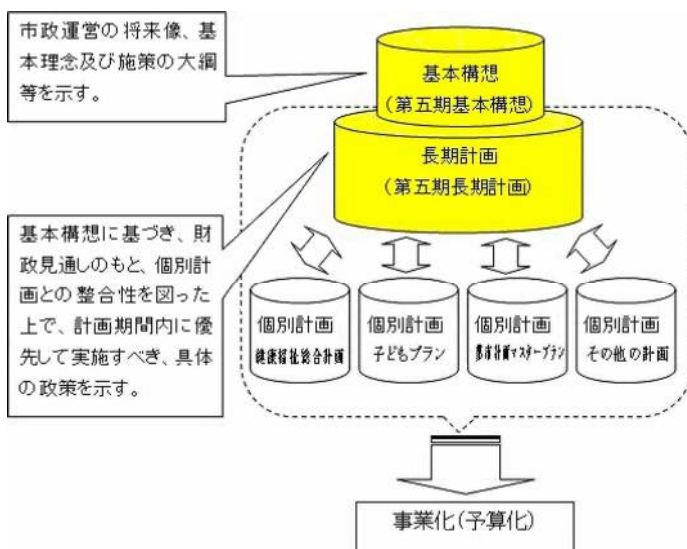 市政運営の将来像、基
本理念及び施策の大綱
等を示す。
基本構想
(第五期基本構想)
長期計画
(第五期長期計画)
基本構想に基づき、財
政見通しのもと、個別計
画との整合性を図った
上で、計画期間内に優
先して実施すべき、具体
の政策を示す。
個別計画
健康福祉総合計画
個別計画
子どもプラン
個別計画
都市計画マスタープラン
個別計画
その他の計画
事業化(予算化)